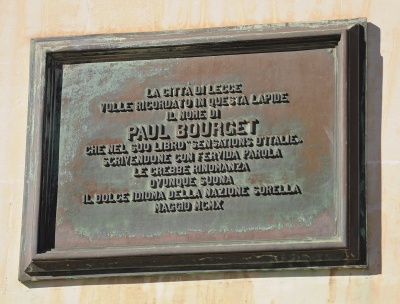 LA CITTÀ DI LECCE
VOLLE RICORDATO IN QUESTA LAPIDE
IL NOME DI
PAUL BOURGET
CHE NEL SUO LIBRO "SENSATIONS D'ITALIE„
SCRIVENDONE CON FERVIDA PAROLA
LE CREBBE RINOMANZA
OVUNQUE SUONA
IL DOLCE IDIOMA DELLA NAZIONE SORELLA
MAGGIO MCMX